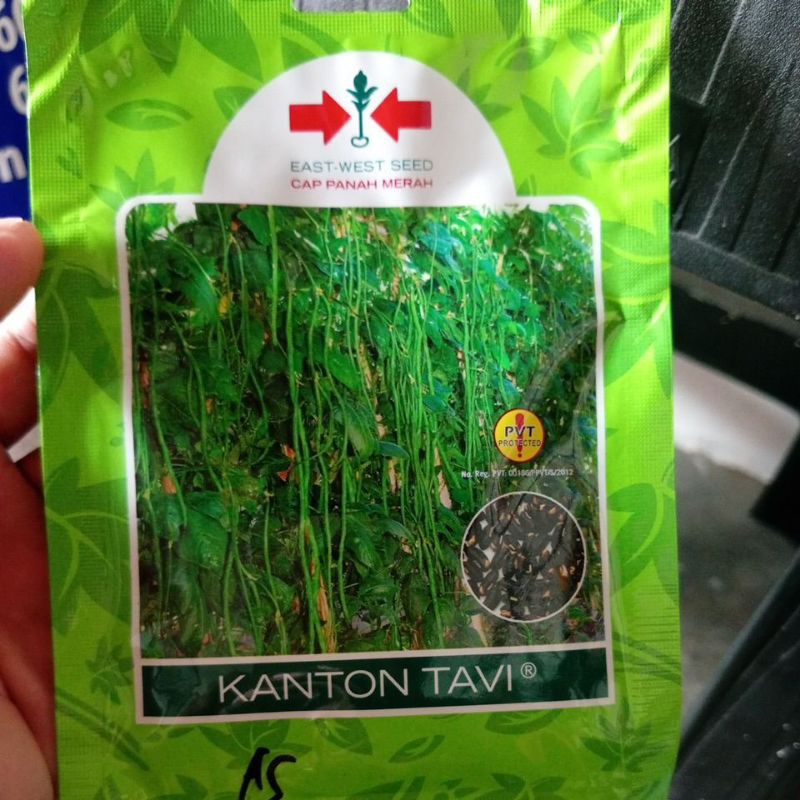 EAST-WEST SEED
CAP PANAH MERAH
PVT
PROTECTED
KANTON TAVI®